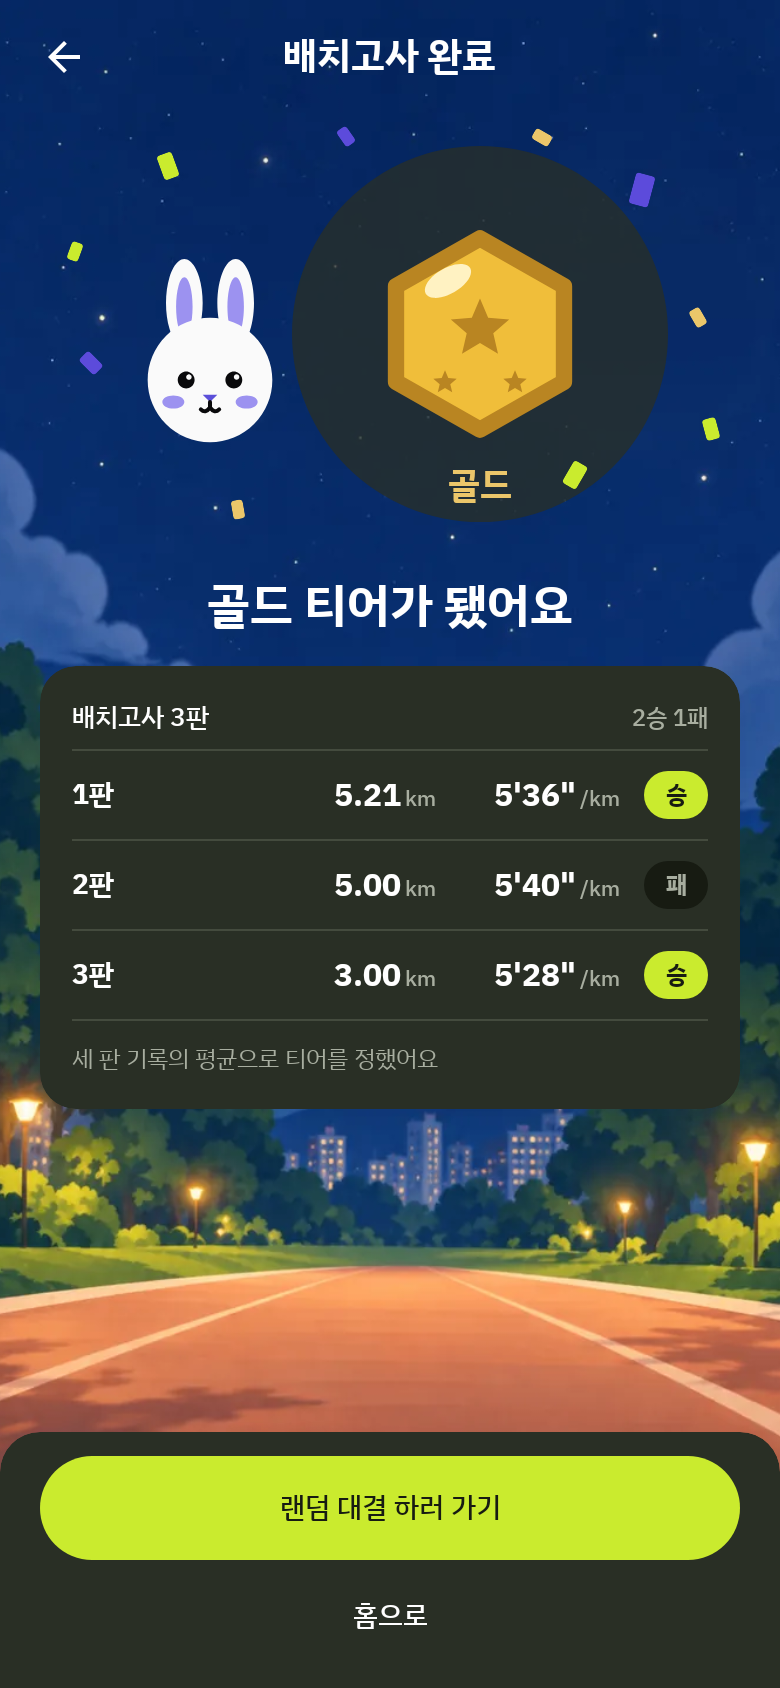 배치고사 완료
골드
골드 티어가 됐어요
배치고사 3판 2승 1패
1판 5.21 km 5'36" /km 승
2판 5.00 km 5'40" /km 패
3판 3.00 km 5'28" /km 승
세 판 기록의 평균으로 티어를 정했어요
랜덤 대결 하러 가기
홈으로